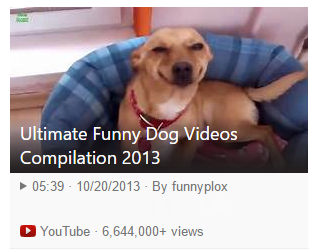 Ultimate Funny Dog Videos
Compilation 2013
05:39 · 10/20/2013 · By funnyplox
YouTube · 6,644,000+ views